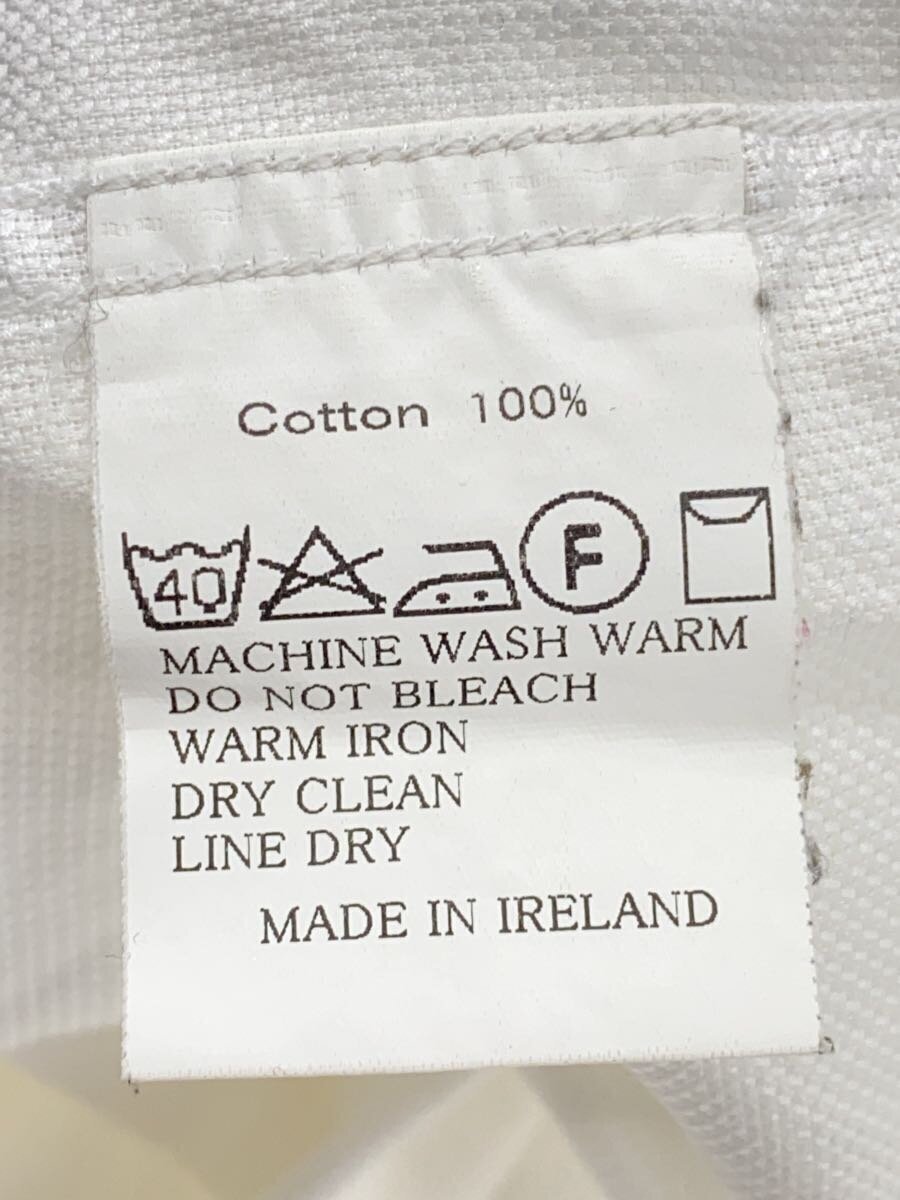 Cotton 100%
40 F
MACHINE WASH WARM
DO NOT BLEACH
WARM IRON
DRY CLEAN
LINE DRY
MADE IN IRELAND